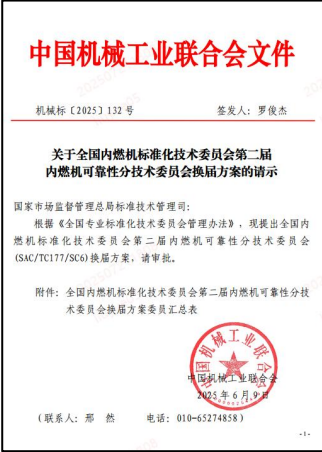 中国机械工业联合会文件
机械标〔2025〕132号 签发人：罗俊杰
关于全国内燃机标准化技术委员会第二届
内燃机可靠性分技术委员会换届方案的请示
国家市场监督管理总局标准技术管理司：
根据《全国专业标准化技术委员会管理办法》，现提出全国内
燃机标准化技术委员会第二届内燃机可靠性分技术委员会
(SAC/TC177/SC6)换届方案，请审批。
附件：全国内燃机标准化技术委员会第二届内燃机可靠性分技
术委员会换届方案委员汇总表
中国机械工业联合会
中国机械工业联合会
2025年6月9日
(联系人：邢 然 电话：010-65274858)
-1-